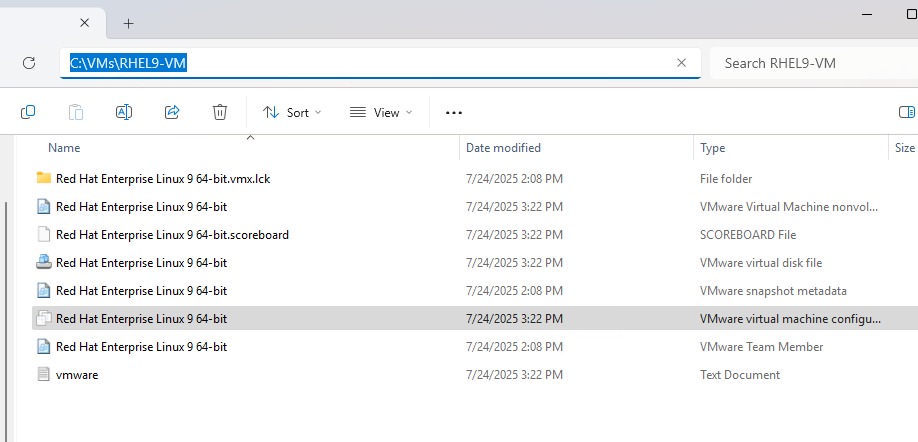 C:\VMs\RHEL9-VM
Search RHEL9-VM
Sort
View
Name Date modified Type Size
Red Hat Enterprise Linux 9 64-bit.vmx.lck 7/24/2025 2:08 PM File folder
Red Hat Enterprise Linux 9 64-bit 7/24/2025 3:22 PM VMware Virtual Machine nonvol...
Red Hat Enterprise Linux 9 64-bit.scoreboard 7/24/2025 3:22 PM SCOREBOARD File
Red Hat Enterprise Linux 9 64-bit 7/24/2025 3:22 PM VMware virtual disk file
Red Hat Enterprise Linux 9 64-bit 7/24/2025 2:08 PM VMware snapshot metadata
Red Hat Enterprise Linux 9 64-bit 7/24/2025 3:22 PM VMware virtual machine configu...
Red Hat Enterprise Linux 9 64-bit 7/24/2025 2:08 PM VMware Team Member
vmware 7/24/2025 3:22 PM Text Document